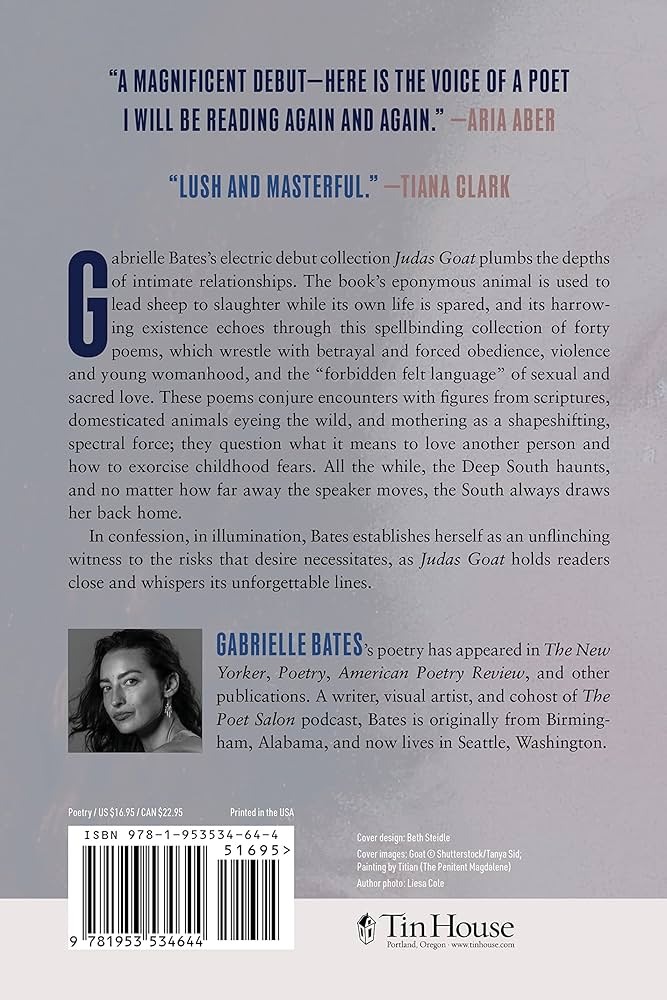 “A MAGNIFICENT DEBUT—HERE IS THE VOICE OF A POET
I WILL BE READING AGAIN AND AGAIN.” —ARIA ABER
“LUSH AND MASTERFUL.” —TIANA CLARK
Gabrielle Bates’s electric debut collection Judas Goat plumbs the depths
of intimate relationships. The book’s eponymous animal is used to
lead sheep to slaughter while its own life is spared, and its harrow-
ing existence echoes through this spellbinding collection of forty
poems, which wrestle with betrayal and forced obedience, violence
and young womanhood, and the “forbidden felt language” of sexual and
sacred love. These poems conjure encounters with figures from scriptures,
domesticated animals eyeing the wild, and mothering as a shapeshifting,
spectral force; they question what it means to love another person and
how to exorcise childhood fears. All the while, the Deep South haunts,
and no matter how far away the speaker moves, the South always draws
her back home.
In confession, in illumination, Bates establishes herself as an unflinching
witness to the risks that desire necessitates, as Judas Goat holds readers
close and whispers its unforgettable lines.
GABRIELLE BATES’s poetry has appeared in The New
Yorker, Poetry, American Poetry Review, and other
publications. A writer, visual artist, and cohost of The
Poet Salon podcast, Bates is originally from Birming-
ham, Alabama, and now lives in Seattle, Washington.
Poetry / US $16.95 / CAN $22.95 Printed in the USA
ISBN 978-1-953534-64-4
51695>
9 781953 534644
Cover design: Beth Steidle
Cover images: Goat © Shutterstock/Tanya Sid;
Painting by Titian (The Penitent Magdalene)
Author photo: Liesa Cole
Tin House
Portland, Oregon · www.tinhouse.com